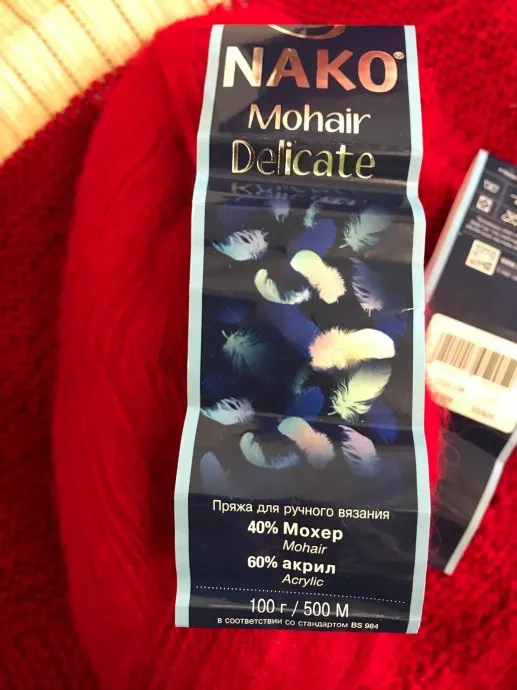 NAKO®
Mohair
Delicate
Пряжа для ручного вязания
40% Мохер
Mohair
60% акрил
Acrylic
100 г / 500 М
в соответствии со стандартом BS 984